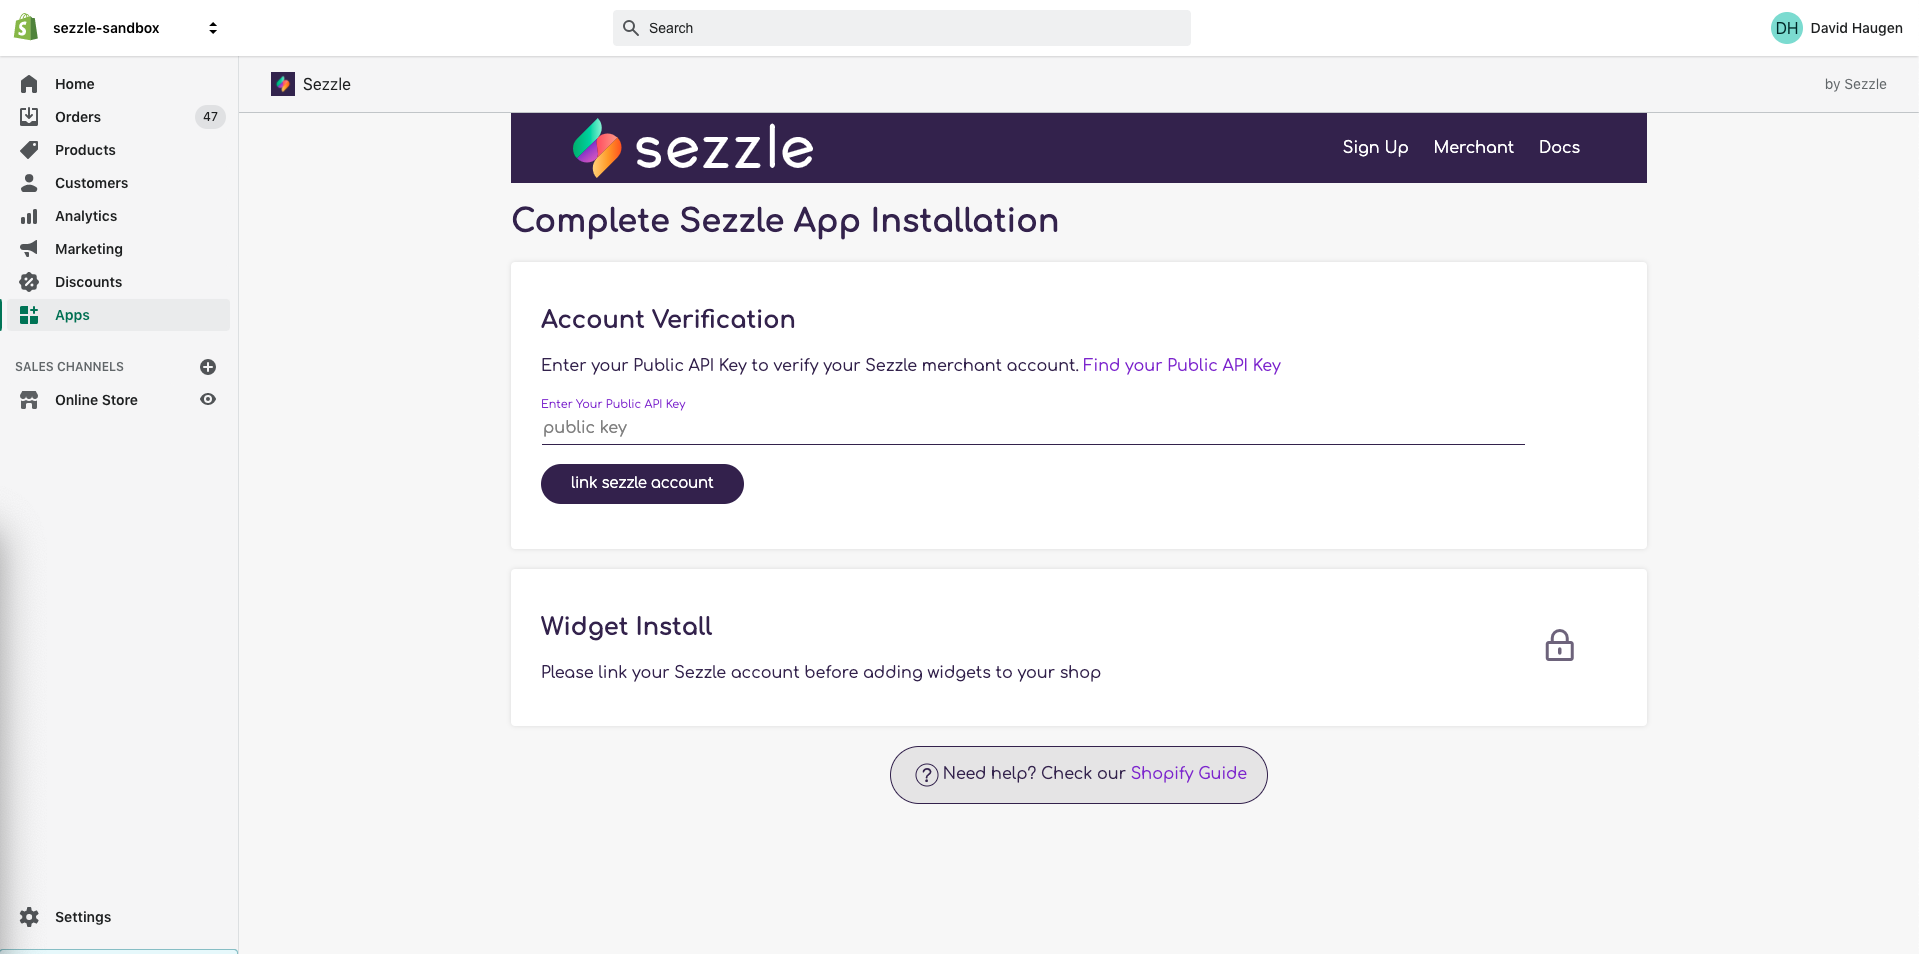 sezzle-sandbox
Search
DH David Haugen
Home
Orders 47
Products
Customers
Analytics
Marketing
Discounts
Apps
SALES CHANNELS
Online Store
Settings
Sezzle
by Sezzle
sezzle
Sign Up Merchant Docs
Complete Sezzle App Installation
Account Verification
Enter your Public API Key to verify your Sezzle merchant account. Find your Public API Key
Enter Your Public API Key
public key
link sezzle account
Widget Install
Please link your Sezzle account before adding widgets to your shop
? Need help? Check our Shopify Guide